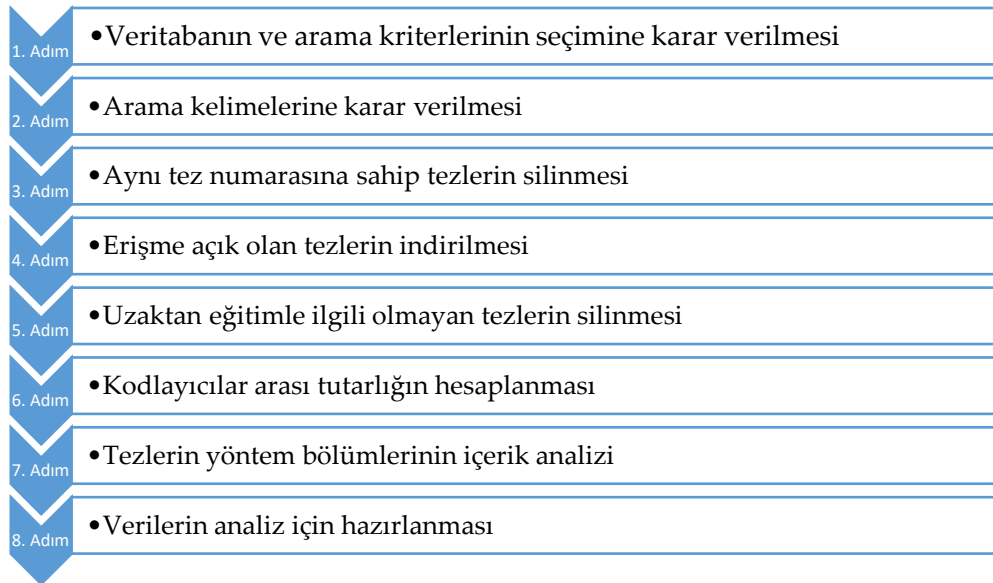 1. Adım •Veritabanın ve arama kriterlerinin seçimine karar verilmesi
2. Adım •Arama kelimelerine karar verilmesi
3. Adım •Aynı tez numarasına sahip tezlerin silinmesi
4. Adım •Erişme açık olan tezlerin indirilmesi
5. Adım •Uzaktan eğitimle ilgili olmayan tezlerin silinmesi
6. Adım •Kodlayıcılar arası tutarlığın hesaplanması
7. Adım •Tezlerin yöntem bölümlerinin içerik analizi
8. Adım •Verilerin analiz için hazırlanması